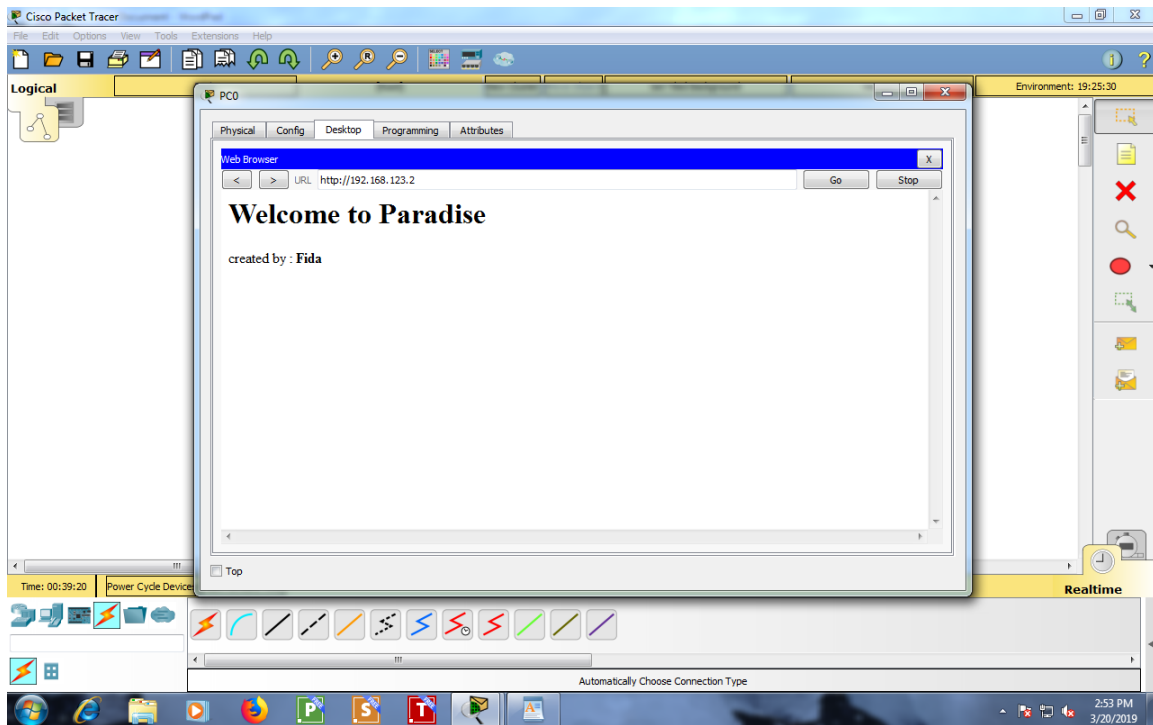 Cisco Packet Tracer
File Edit Options View Tools Extensions Help
Logical
Environment: 19:25:30
PC0
Physical Config Desktop Programming Attributes
Web Browser
X
< > URL http://192.168.123.2 Go Stop
Welcome to Paradise
created by : Fida
Top
Time: 00:39:20 Power Cycle Device
Realtime
Automatically Choose Connection Type
2:53 PM
3/20/2019